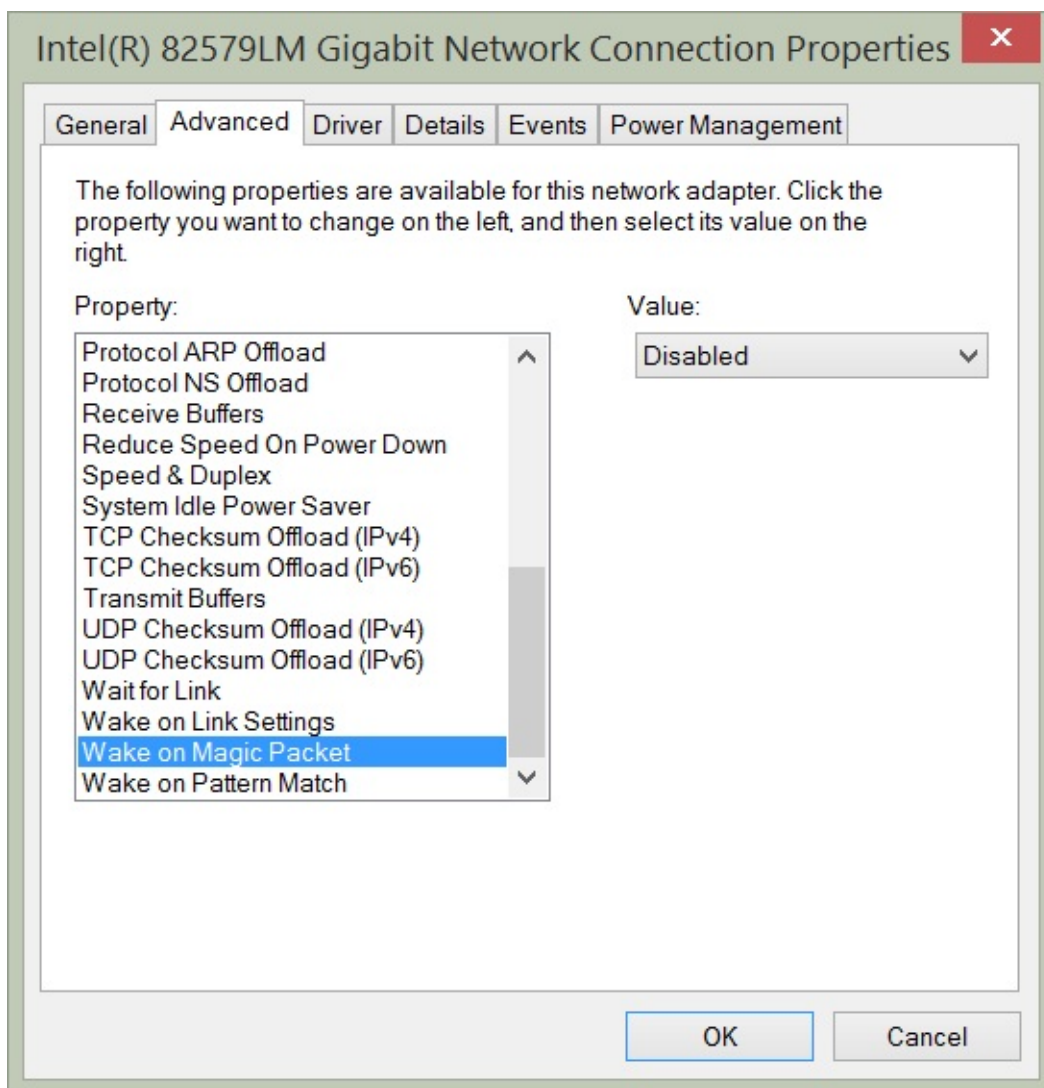 Intel(R) 82579LM Gigabit Network Connection Properties
General Advanced Driver Details Events Power Management
The following properties are available for this network adapter. Click the
property you want to change on the left, and then select its value on the
right.
Property:
Value:
Protocol ARP Offload
Disabled
Protocol NS Offload
Receive Buffers
Reduce Speed On Power Down
Speed & Duplex
System Idle Power Saver
TCP Checksum Offload (IPv4)
TCP Checksum Offload (IPv6)
Transmit Buffers
UDP Checksum Offload (IPv4)
UDP Checksum Offload (IPv6)
Wait for Link
Wake on Link Settings
Wake on Magic Packet
Wake on Pattern Match
OK
Cancel